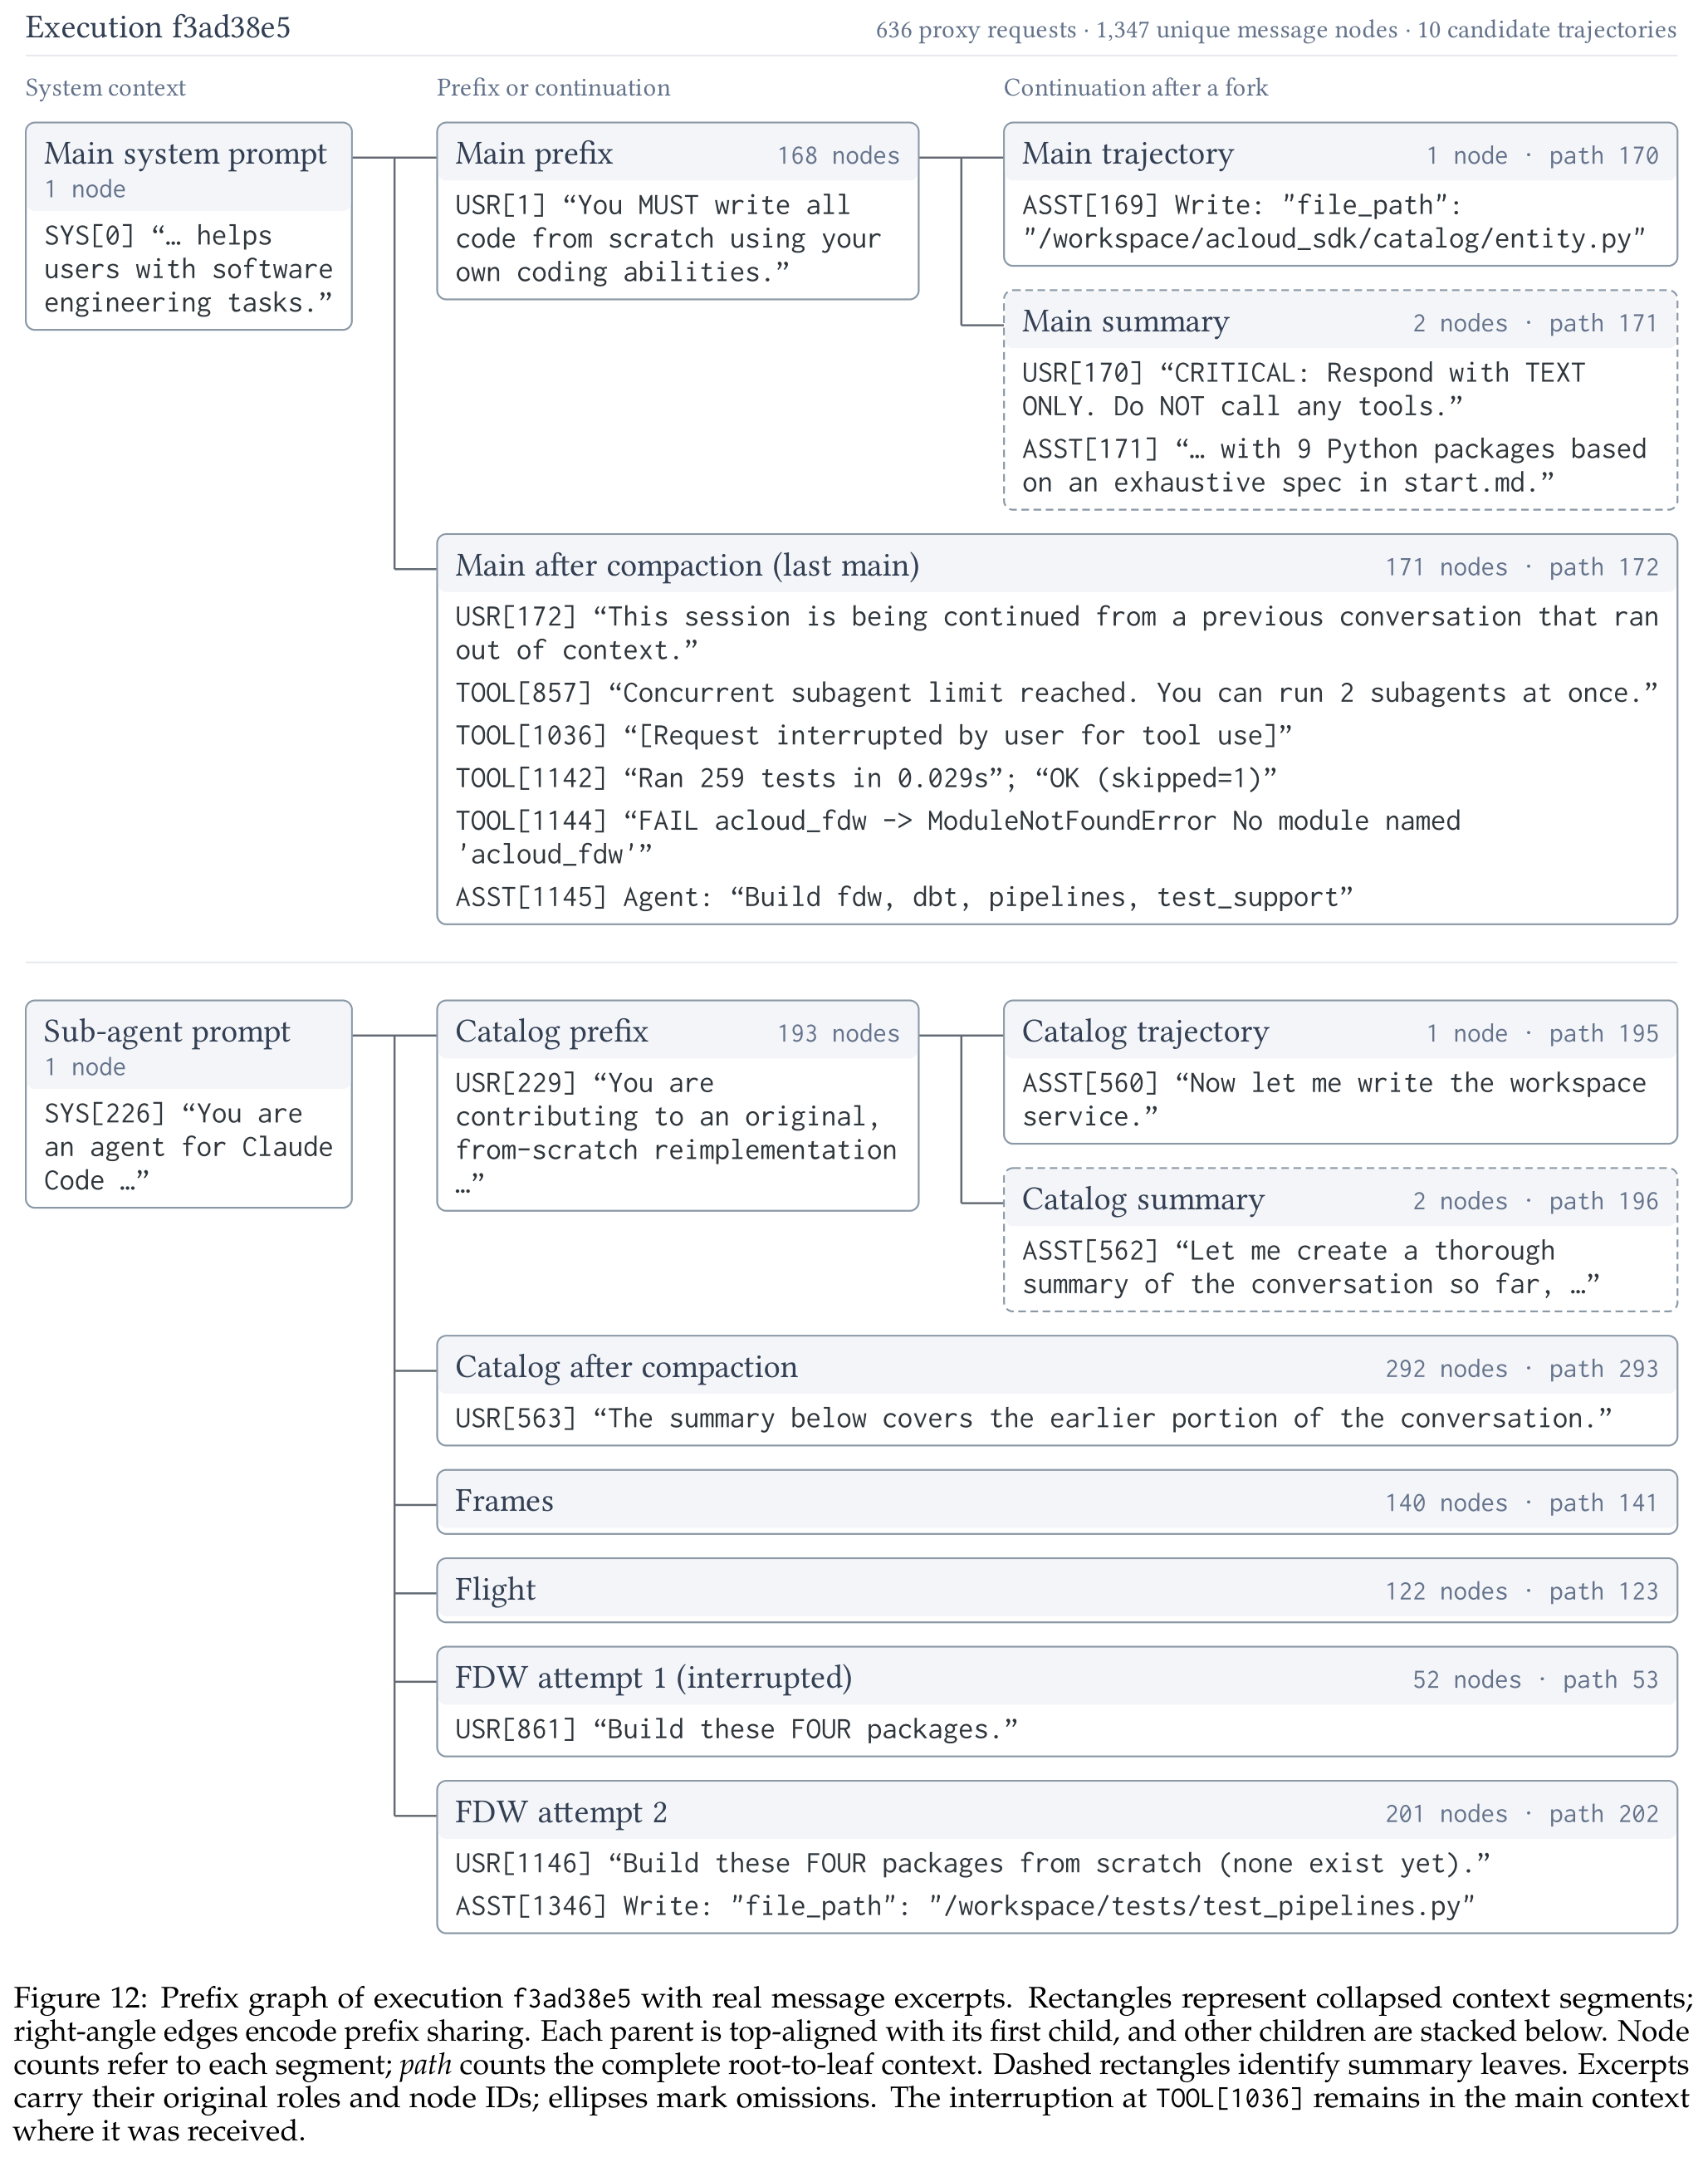 Execution f3ad38e5
636 proxy requests · 1,347 unique message nodes · 10 candidate trajectories
System context
Prefix or continuation
Continuation after a fork
Main system prompt
1 node
SYS[0] “… helps
users with software
engineering tasks.”
Main prefix 168 nodes
USR[1] “You MUST write all
code from scratch using your
own coding abilities.”
Main trajectory 1 node · path 170
ASST[169] Write: "file_path":
"/workspace/acloud_sdk/catalog/entity.py"
Main summary 2 nodes · path 171
USR[170] “CRITICAL: Respond with TEXT
ONLY. Do NOT call any tools.”
ASST[171] “… with 9 Python packages based
on an exhaustive spec in start.md.”
Main after compaction (last main) 171 nodes · path 172
USR[172] “This session is being continued from a previous conversation that ran
out of context.”
TOOL[857] “Concurrent subagent limit reached. You can run 2 subagents at once.”
TOOL[1036] “[Request interrupted by user for tool use]”
TOOL[1142] “Ran 259 tests in 0.029s”; “OK (skipped=1)”
TOOL[1144] “FAIL acloud_fdw -> ModuleNotFoundError No module named
'acloud_fdw'”
ASST[1145] Agent: “Build fdw, dbt, pipelines, test_support”
Sub-agent prompt
1 node
SYS[226] “You are
an agent for Claude
Code …”
Catalog prefix 193 nodes
USR[229] “You are
contributing to an original,
from-scratch reimplementation
…”
Catalog trajectory 1 node · path 195
ASST[560] “Now let me write the workspace
service.”
Catalog summary 2 nodes · path 196
ASST[562] “Let me create a thorough
summary of the conversation so far, …”
Catalog after compaction 292 nodes · path 293
USR[563] “The summary below covers the earlier portion of the conversation.”
Frames 140 nodes · path 141
Flight 122 nodes · path 123
FDW attempt 1 (interrupted) 52 nodes · path 53
USR[861] “Build these FOUR packages.”
FDW attempt 2 201 nodes · path 202
USR[1146] “Build these FOUR packages from scratch (none exist yet).”
ASST[1346] Write: "file_path": "/workspace/tests/test_pipelines.py"
Figure 12: Prefix graph of execution f3ad38e5 with real message excerpts. Rectangles represent collapsed context segments;
right-angle edges encode prefix sharing. Each parent is top-aligned with its first child, and other children are stacked below. Node
counts refer to each segment; path counts the complete root-to-leaf context. Dashed rectangles identify summary leaves. Excerpts
carry their original roles and node IDs; ellipses mark omissions. The interruption at TOOL[1036] remains in the main context
where it was received.